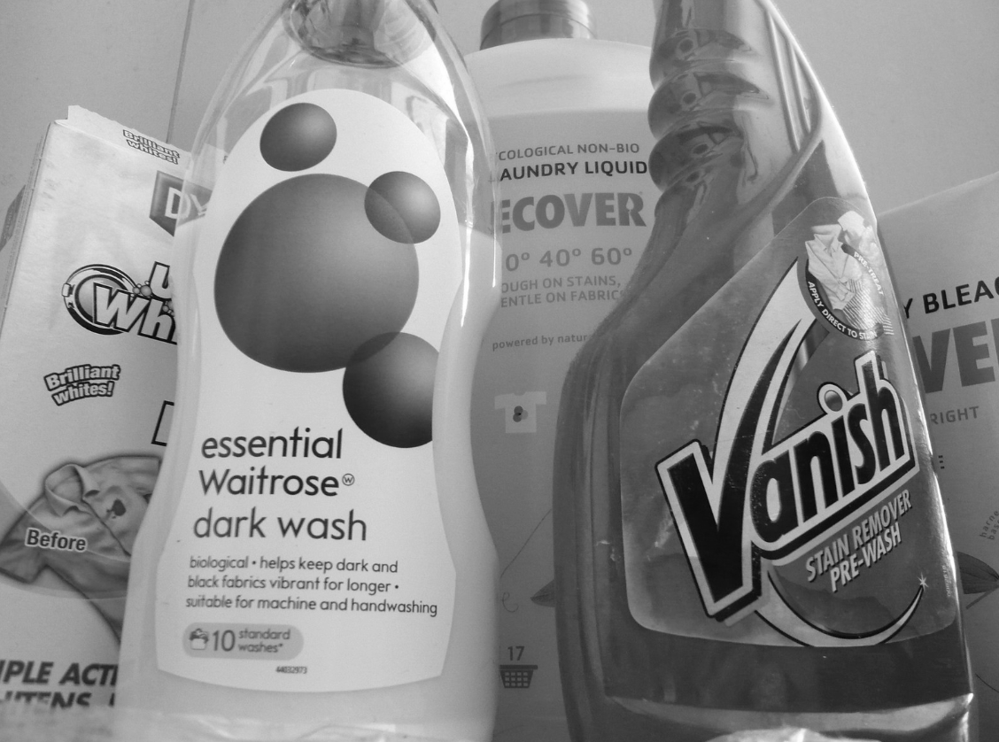 Brilliant
whites!
DY
Whi
Brilliant
whites!
Before
IPLE ACTI
essential
Waitrose
dark wash
biological • helps keep dark and
black fabrics vibrant for longer •
suitable for machine and handwashing
10 standard
washes*
44032973
COLOGICAL NON-BIO
AUNDRY LIQUID
ECOVER
0° 40° 60°
OUGH ON STAINS,
ENTLE ON FABRICS
powered by natur
17
PRE-TREAT
APPLY DIRECT TO STAIN
Vanish
STAIN REMOVER
PRE-WASH
Y BLEAC
VE
RIGHT